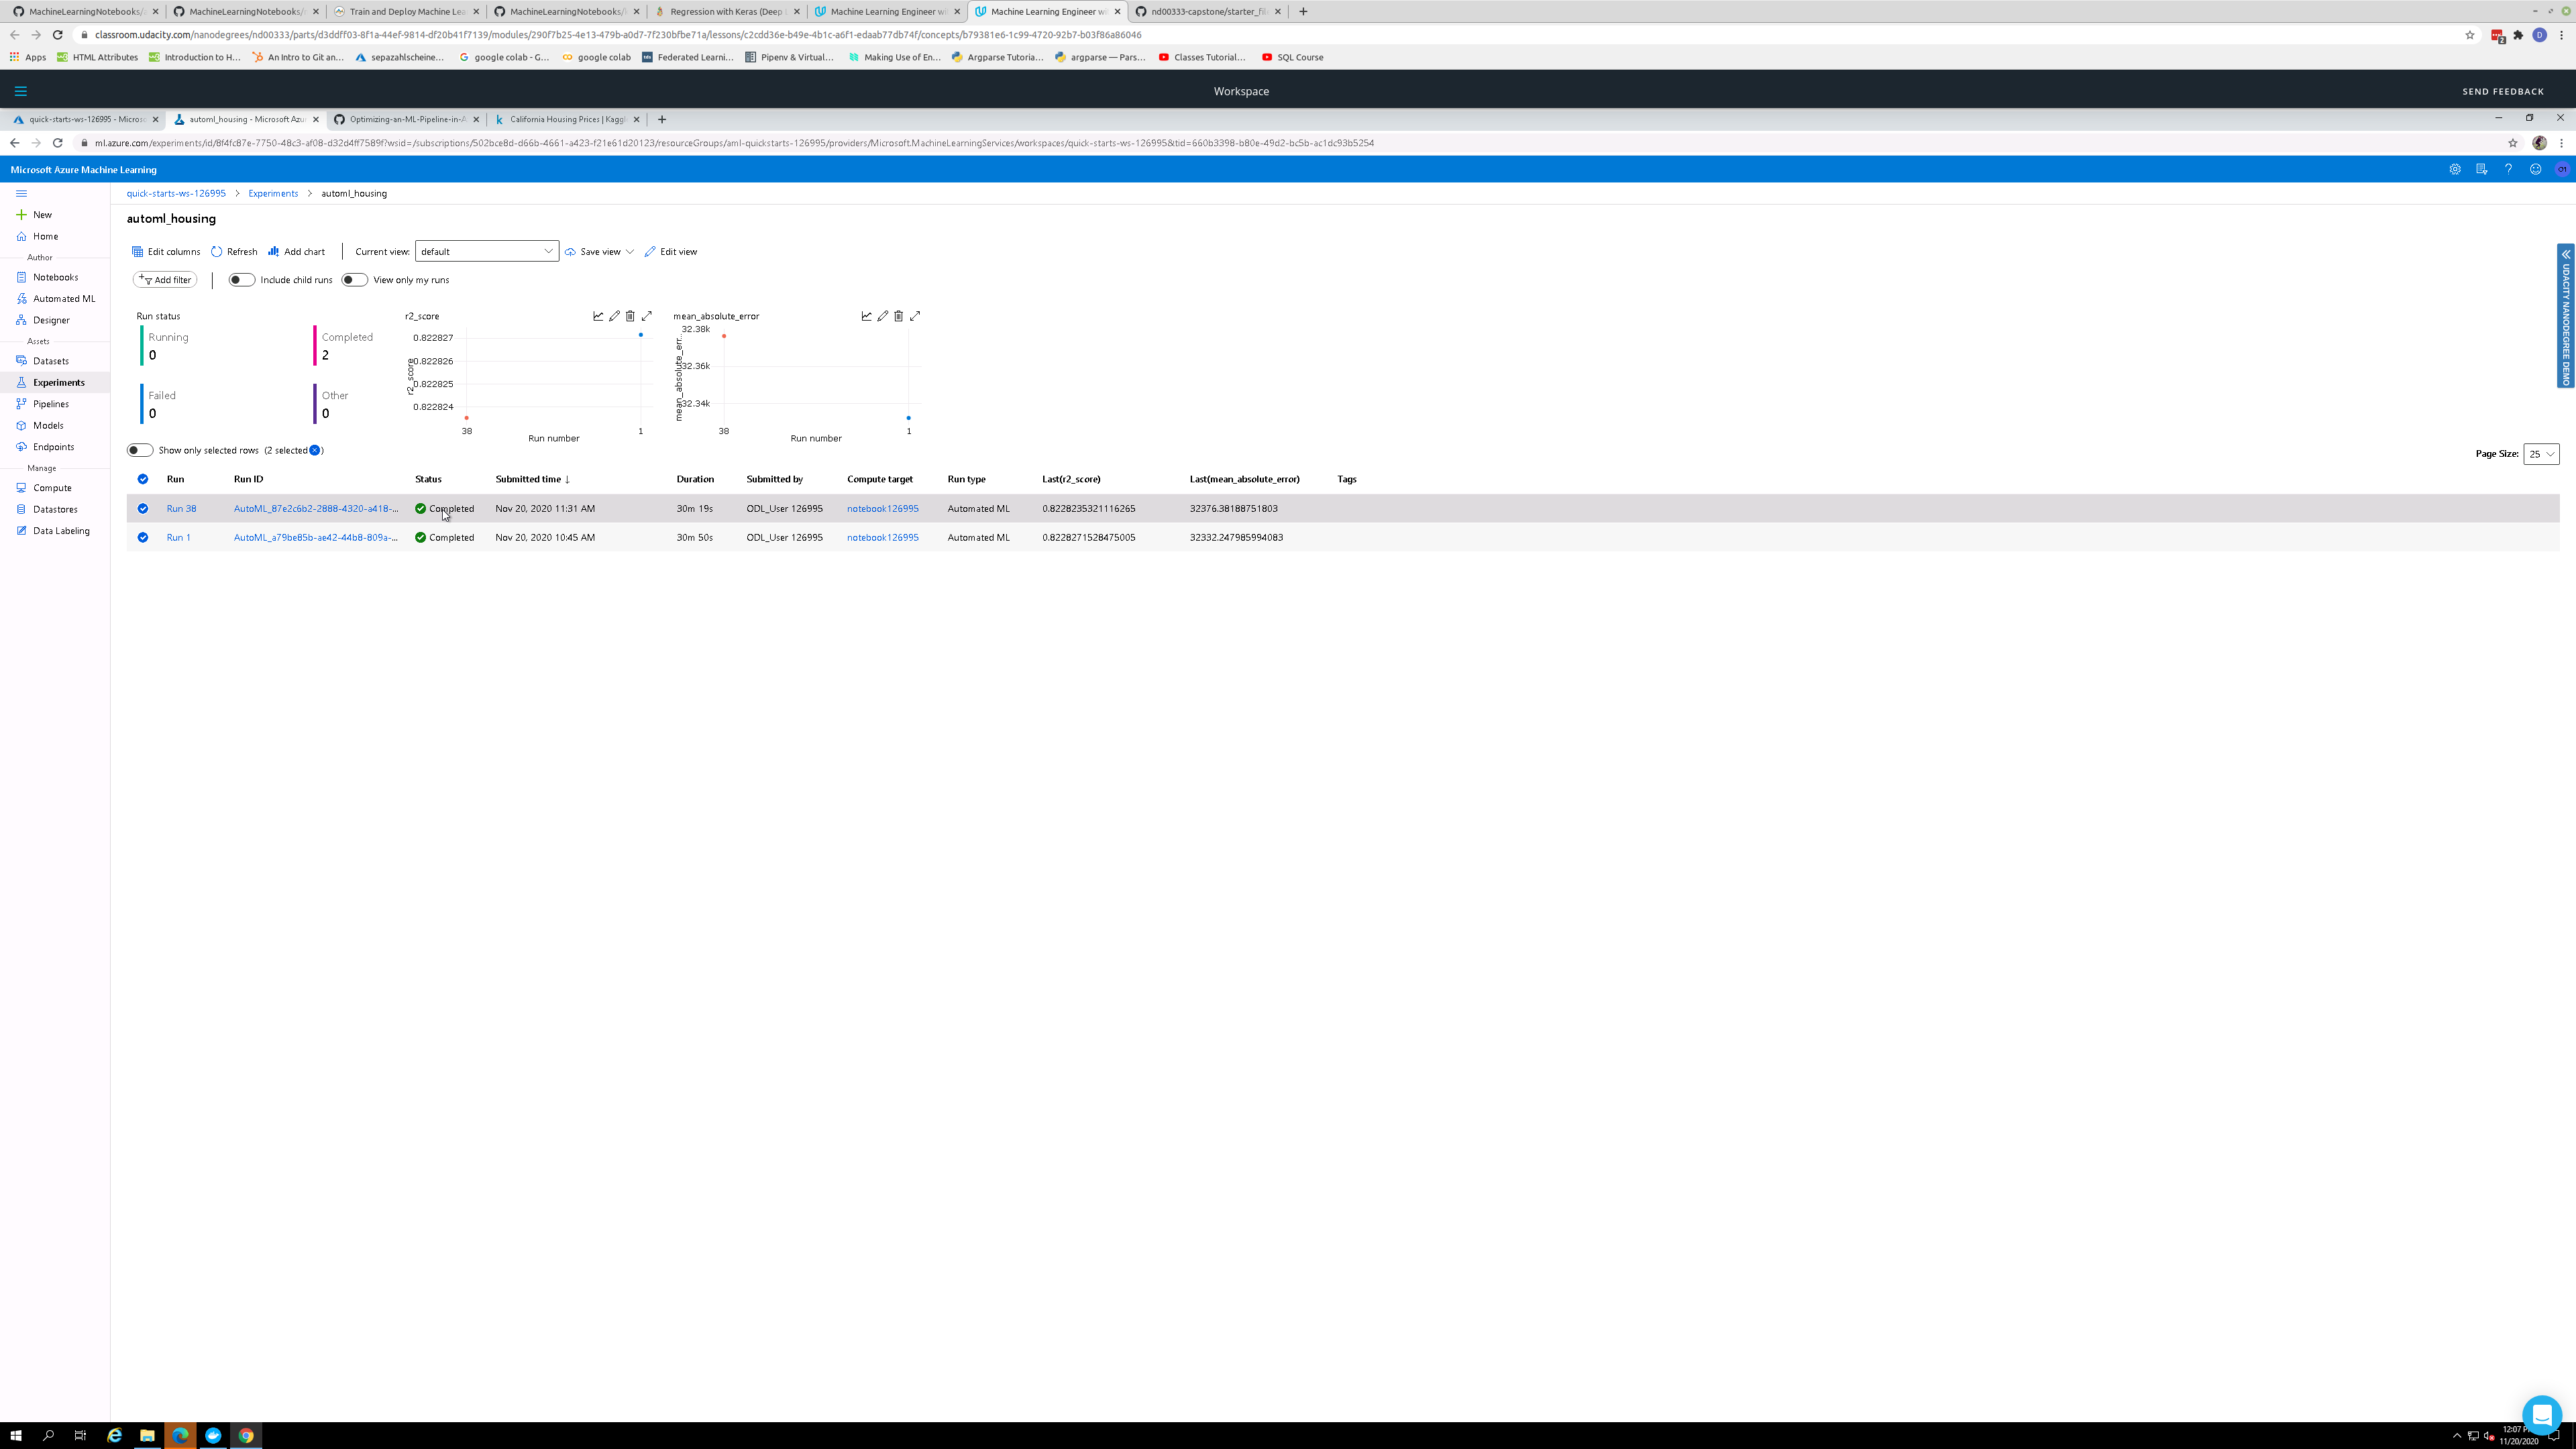 MachineLearningNotebooks/
MachineLearningNotebooks/
Train and Deploy Machine Lea
MachineLearningNotebooks/
Regression with Keras (Deep
Machine Learning Engineer wi
Machine Learning Engineer wi
nd00333-capstone/starter_fil
classroom.udacity.com/nanodegrees/nd00333/parts/d3ddff03-8f1a-44ef-9814-df20b41f7139/modules/290f7b25-4e13-479b-a0d7-7f230bfbe71a/lessons/c2cdd36e-b49e-4b1c-a6f1-edaab77db74f/concepts/b79381e6-1c99-4720-92b7-b03f86a86046
Apps
HTML Attributes
Introduction to H...
An Intro to Git an...
sepazahlscheine...
google colab - G...
google colab
Federated Learni...
Pipenv & Virtual...
Making Use of En...
Argparse Tutoria...
argparse — Pars...
Classes Tutorial...
SQL Course
Workspace
SEND FEEDBACK
quick-starts-ws-126995 - Microso
automl_housing - Microsoft Azu
Optimizing-an-ML-Pipeline-in-A
California Housing Prices | Kaggl
ml.azure.com/experiments/id/8f4fc87e-7750-48c3-af08-d32d4ff7589f?wsid=/subscriptions/502bce8d-d66b-4661-a423-f21e61d20123/resourceGroups/aml-quickstarts-126995/providers/Microsoft.MachineLearningServices/workspaces/quick-starts-ws-126995&tid=660b3398-b80e-49d2-bc5b-ac1dc93b5254
Microsoft Azure Machine Learning
New
Home
Author
Notebooks
Automated ML
Designer
Assets
Datasets
Experiments
Pipelines
Models
Endpoints
Manage
Compute
Datastores
Data Labeling
quick-starts-ws-126995 > Experiments > automl_housing
automl_housing
Edit columns
Refresh
Add chart
Current view:
default
Save view
Edit view
Add filter
Include child runs
View only my runs
UDACITY NANODEGREE DEMO
Run status
Running
0
Completed
2
Failed
0
Other
0
r2_score
r2_score
0.822827
0.822826
0.822825
0.822824
38
1
Run number
mean_absolute_error
mean_absolute_err...
32.38k
32.36k
32.34k
38
1
Run number
Show only selected rows (2 selected )
Page Size: 25
Run Run ID Status Submitted time ↓ Duration Submitted by Compute target Run type Last(r2_score) Last(mean_absolute_error) Tags
Run 38 AutoML_87e2c6b2-2888-4320-a418-... Completed Nov 20, 2020 11:31 AM 30m 19s ODL_User 126995 notebook126995 Automated ML 0.8228235321116265 32376.38188751803
Run 1 AutoML_a79be85b-ae42-44b8-809a-... Completed Nov 20, 2020 10:45 AM 30m 50s ODL_User 126995 notebook126995 Automated ML 0.8228271528475005 32332.247985994083
12:07 P
11/20/2020